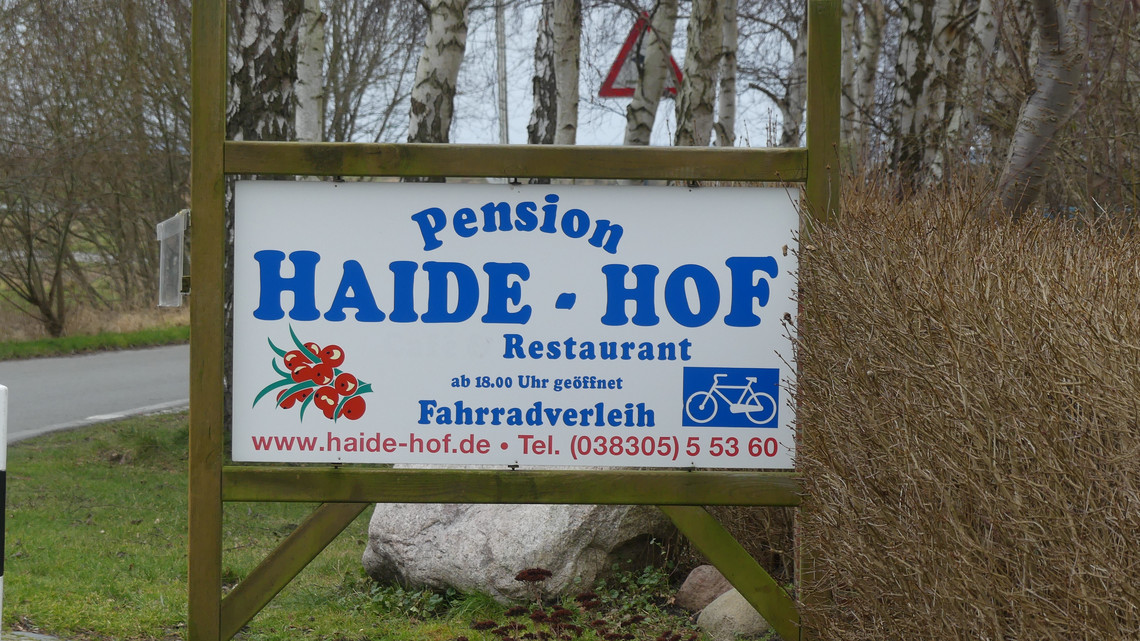 Pension
HAIDE - HOF
Restaurant
ab 18.00 Uhr geöffnet
Fahrradverleih
www.haide-hof.de • Tel. (038305) 5 53 60